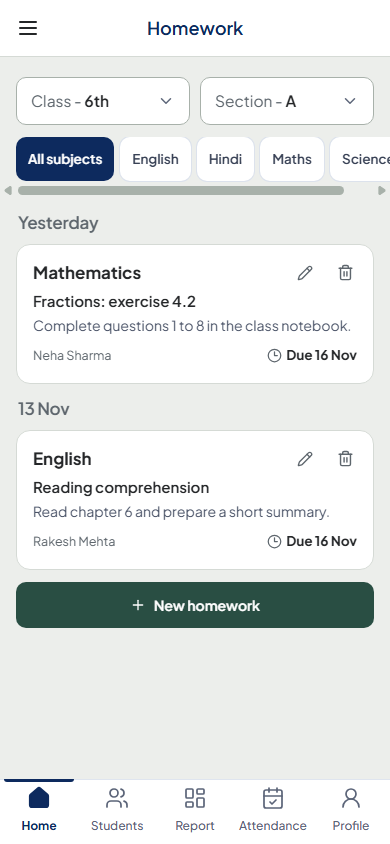 Homework
Class - 6th
Section - A
All subjects
English
Hindi
Maths
Science
Yesterday
Mathematics
Fractions: exercise 4.2
Complete questions 1 to 8 in the class notebook.
Neha Sharma
Due 16 Nov
13 Nov
English
Reading comprehension
Read chapter 6 and prepare a short summary.
Rakesh Mehta
Due 16 Nov
New homework
Home
Students
Report
Attendance
Profile